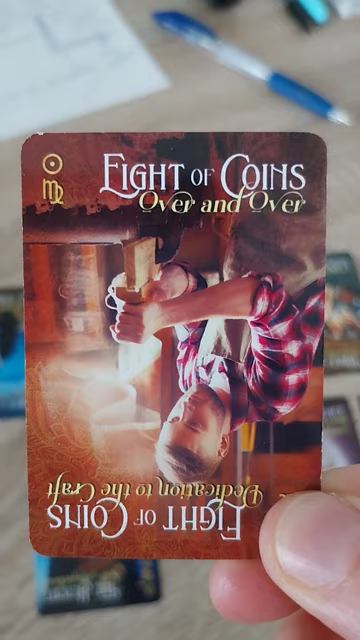 EIGHT OF COINS
Over and Over
Dedication to the Craft
EIGHT OF COINS